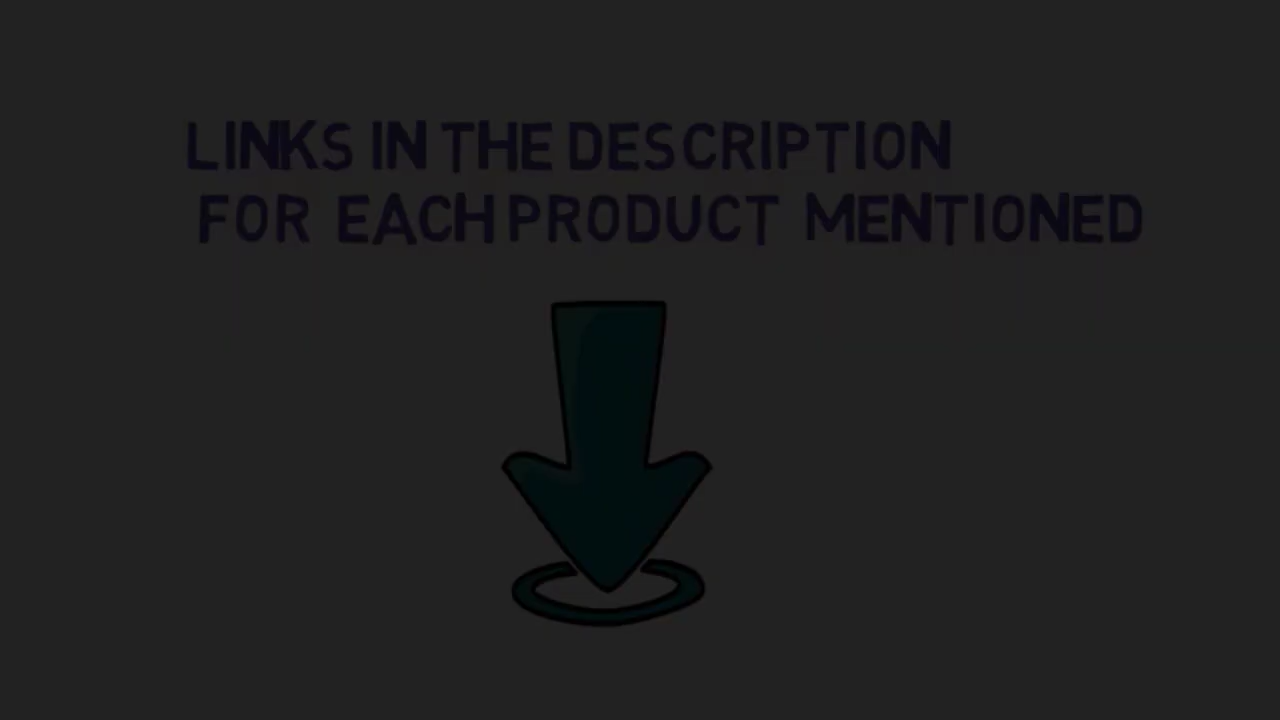 LINKS IN THE DESCRIPTION
FOR EACH PRODUCT MENTIONED